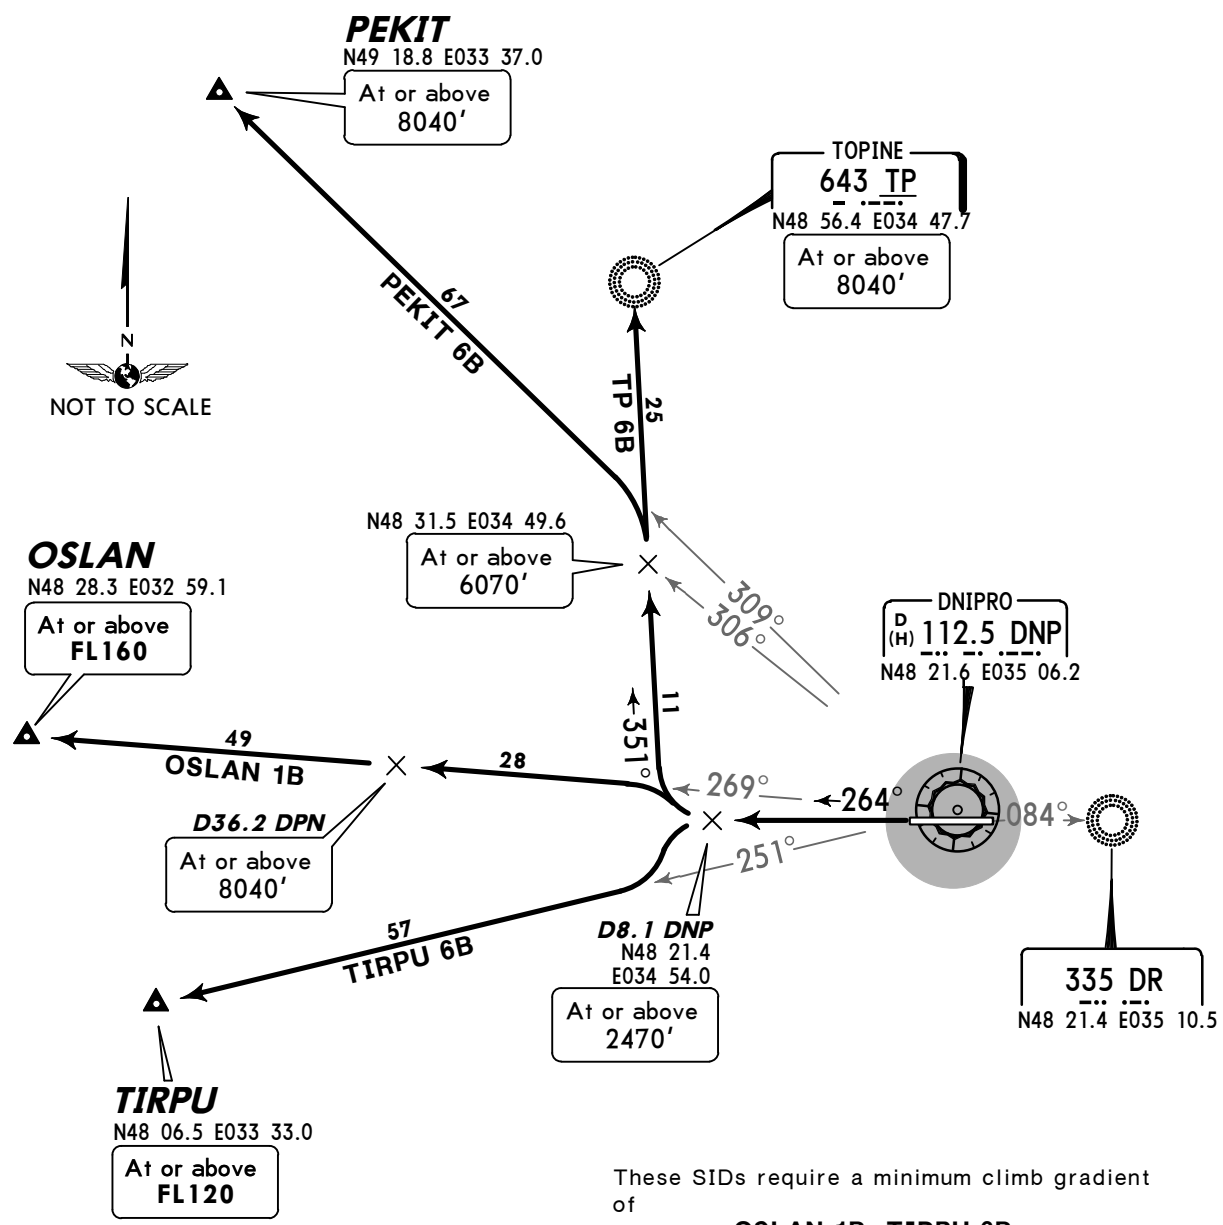 PEKIT
N49 18.8 E033 37.0
At or above
8040'
TOPINE
643 TP
N48 56.4 E034 47.7
At or above
8040'
N
NOT TO SCALE
67
PEKIT 6B
25
TP 6B
N48 31.5 E034 49.6
At or above
6070'
309°
306°
OSLAN
N48 28.3 E032 59.1
At or above
FL160
DNIPRO
D
(H) 112.5 DNP
N48 21.6 E035 06.2
11
351°
49
OSLAN 1B
28
269°
264°
084°
251°
D36.2 DPN
At or above
8040'
57
TIRPU 6B
D8.1 DNP
N48 21.4
E034 54.0
At or above
2470'
335 DR
N48 21.4 E035 10.5
TIRPU
N48 06.5 E033 33.0
At or above
FL120
These SIDs require a minimum climb gradient
of
OSLAN 1B, TIRPU 6B